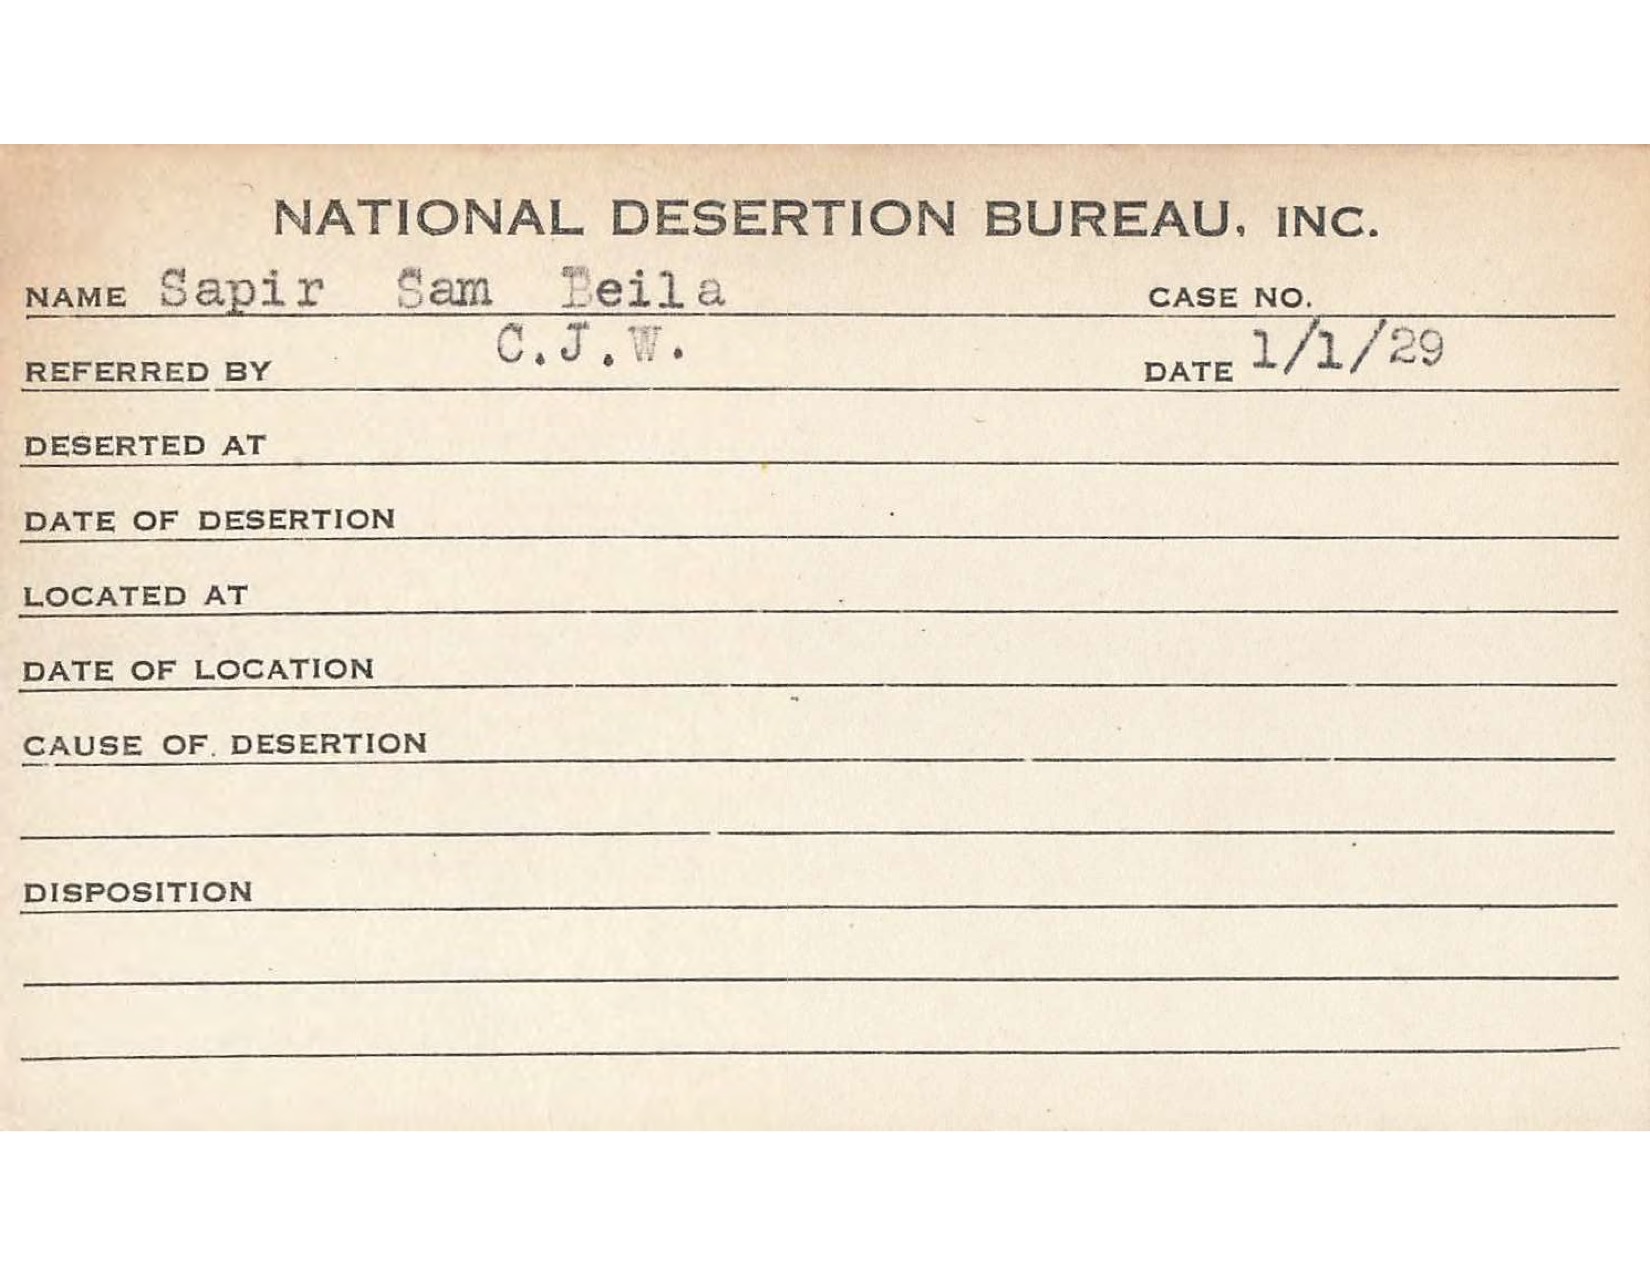 NATIONAL DESERTION BUREAU, INC.
NAME Sapir Sam Beila CASE NO.
REFERRED BY C.J.W. DATE 1/1/29
DESERTED AT
DATE OF DESERTION
LOCATED AT
DATE OF LOCATION
CAUSE OF DESERTION
DISPOSITION